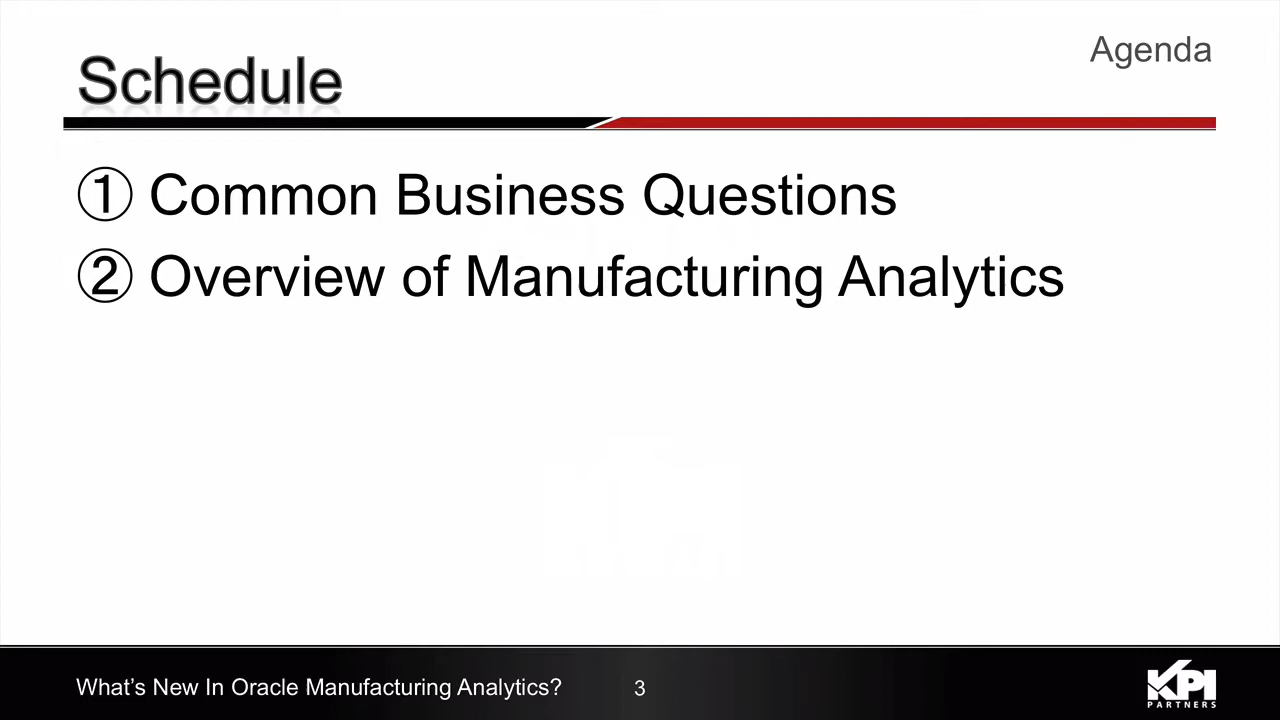 Agenda
Schedule
① Common Business Questions
② Overview of Manufacturing Analytics
What's New In Oracle Manufacturing Analytics?
3
KPI
PARTNERS